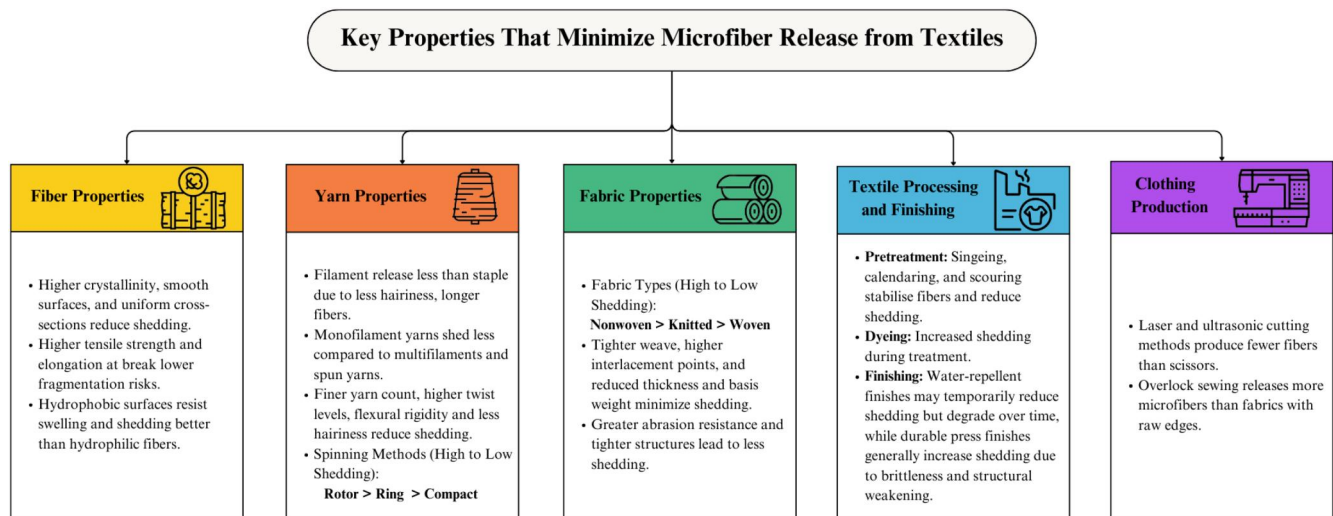 Key Properties That Minimize Microfiber Release from Textiles
Fiber Properties
• Higher crystallinity, smooth
surfaces, and uniform cross-
sections reduce shedding.
• Higher tensile strength and
elongation at break lower
fragmentation risks.
• Hydrophobic surfaces resist
swelling and shedding better
than hydrophilic fibers.
Yarn Properties
• Filament release less than staple
due to less hairiness, longer
fibers.
• Monofilament yarns shed less
compared to multifilaments and
spun yarns.
• Finer yarn count, higher twist
levels, flexural rigidity and less
hairiness reduce shedding.
• Spinning Methods (High to Low
Shedding):
Rotor > Ring > Compact
Fabric Properties
• Fabric Types (High to Low
Shedding):
Nonwoven > Knitted > Woven
• Tighter weave, higher
interlacement points, and
reduced thickness and basis
weight minimize shedding.
• Greater abrasion resistance and
tighter structures lead to less
shedding.
Textile Processing
and Finishing
• Pretreatment: Singeing,
calendaring, and scouring
stabilise fibers and reduce
shedding.
• Dyeing: Increased shedding
during treatment.
• Finishing: Water-repellent
finishes may temporarily reduce
shedding but degrade over time,
while durable press finishes
generally increase shedding due
to brittleness and structural
weakening.
Clothing
Production
• Laser and ultrasonic cutting
methods produce fewer fibers
than scissors.
• Overlock sewing releases more
microfibers than fabrics with
raw edges.